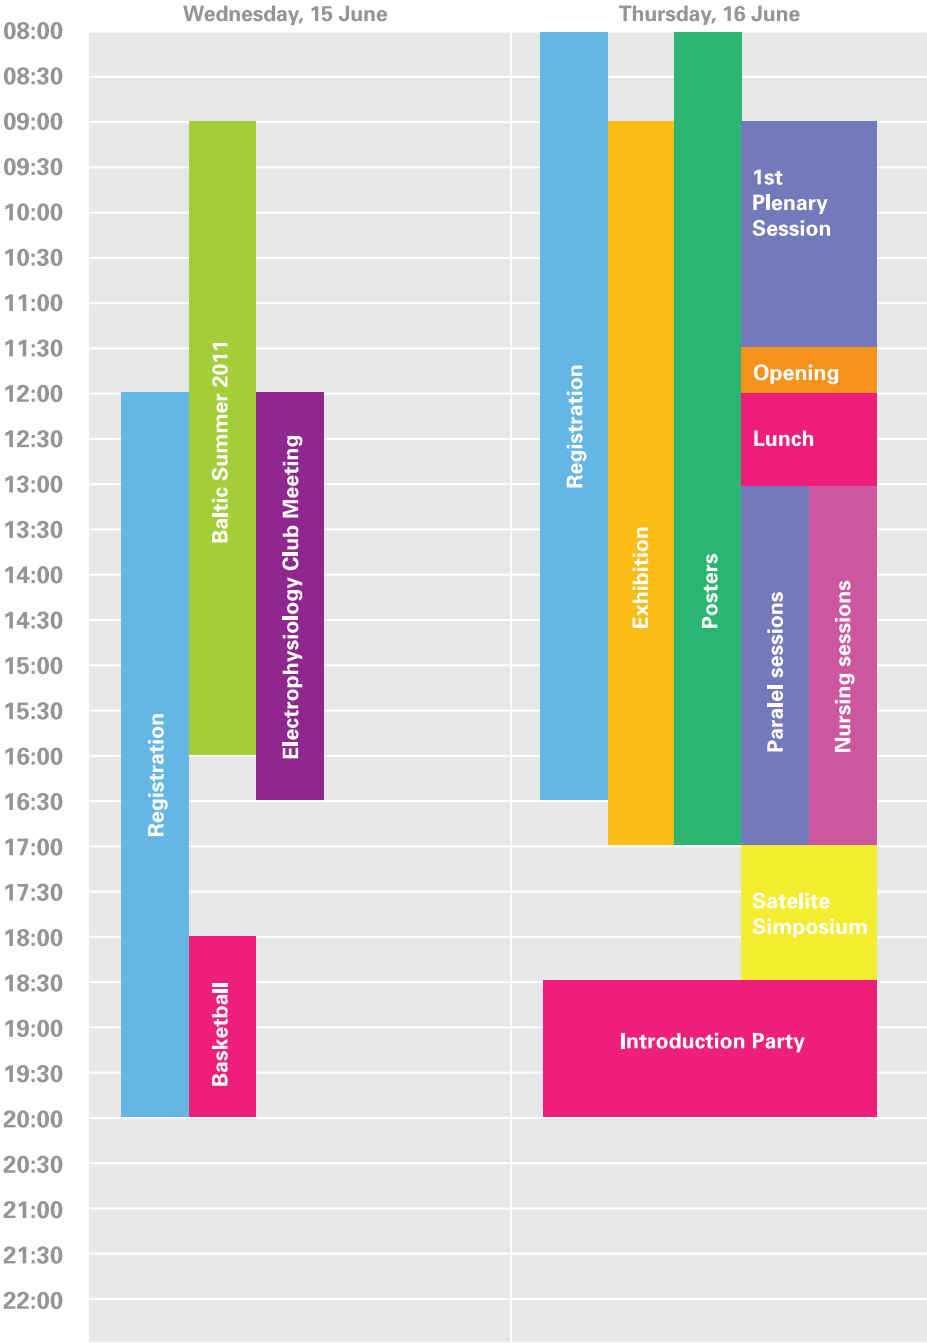 Wednesday, 15 June
Thursday, 16 June
08:00
08:30
09:00
09:30
10:00
10:30
11:00
11:30
12:00
12:30
13:00
13:30
14:00
14:30
15:00
15:30
16:00
16:30
17:00
17:30
18:00
18:30
19:00
19:30
20:00
20:30
21:00
21:30
22:00
Registration
Baltic Summer 2011
Electrophysiology Club Meeting
Basketball
Registration
Exhibition
Posters
1st
Plenary
Session
Opening
Lunch
Paralel sessions
Nursing sessions
Satelite
Simposium
Introduction Party